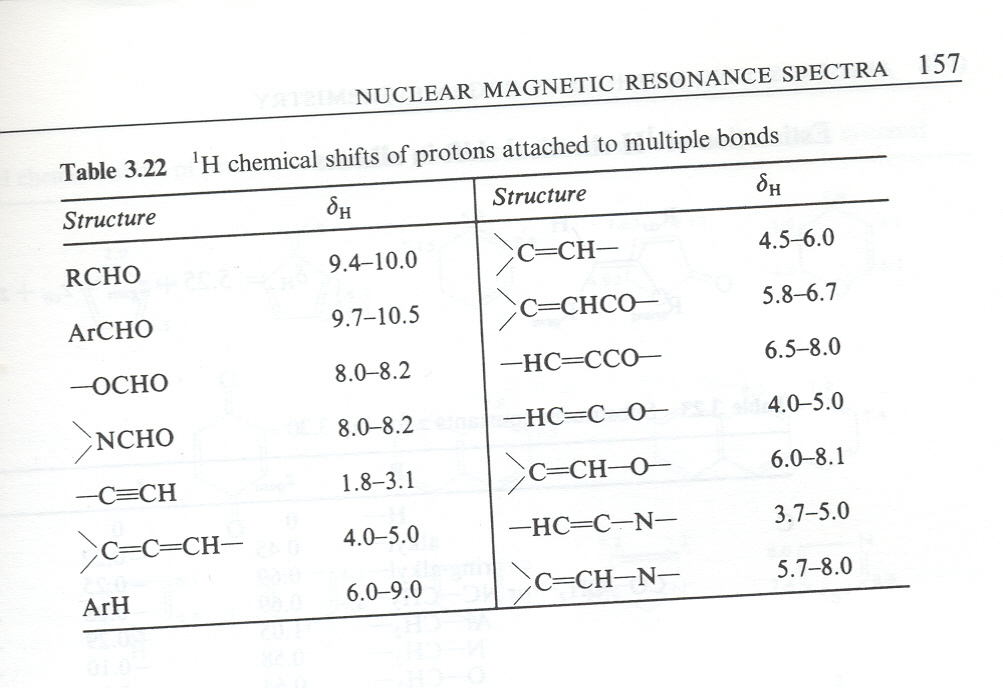 NUCLEAR MAGNETIC RESONANCE SPECTRA 157
Table 3.22 ¹H chemical shifts of protons attached to multiple bonds
Structure δH Structure δH
RCHO 9.4–10.0 >C=CH— 4.5–6.0
ArCHO 9.7–10.5 >C=CHCO— 5.8–6.7
—OCHO 8.0–8.2 —HC=CCO— 6.5–8.0
>NCHO 8.0–8.2 —HC=C—O— 4.0–5.0
—C≡CH 1.8–3.1 >C=CH—O— 6.0–8.1
>C=C=CH— 4.0–5.0 —HC=C—N— 3.7–5.0
ArH 6.0–9.0 >C=CH—N— 5.7–8.0